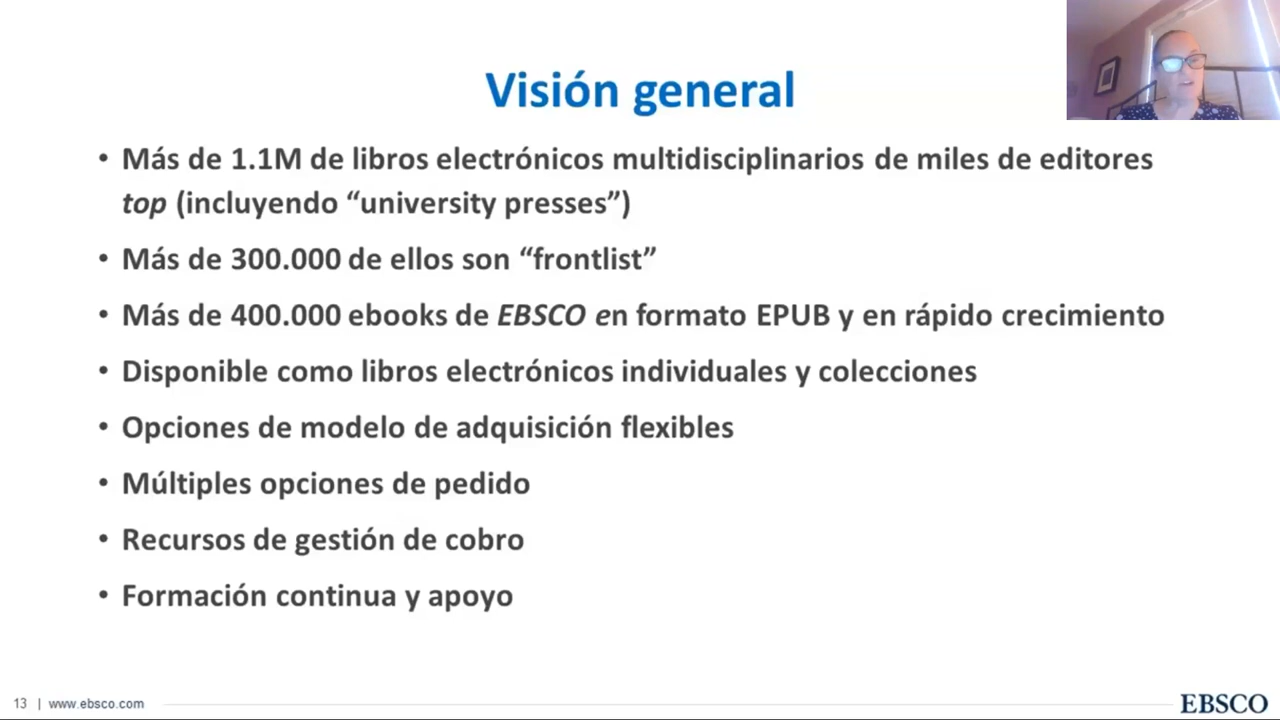 Visión general
• Más de 1.1M de libros electrónicos multidisciplinarios de miles de editores
top (incluyendo “university presses”)
• Más de 300.000 de ellos son “frontlist”
• Más de 400.000 ebooks de EBSCO en formato EPUB y en rápido crecimiento
• Disponible como libros electrónicos individuales y colecciones
• Opciones de modelo de adquisición flexibles
• Múltiples opciones de pedido
• Recursos de gestión de cobro
• Formación continua y apoyo
13 | www.ebsco.com
EBSCO